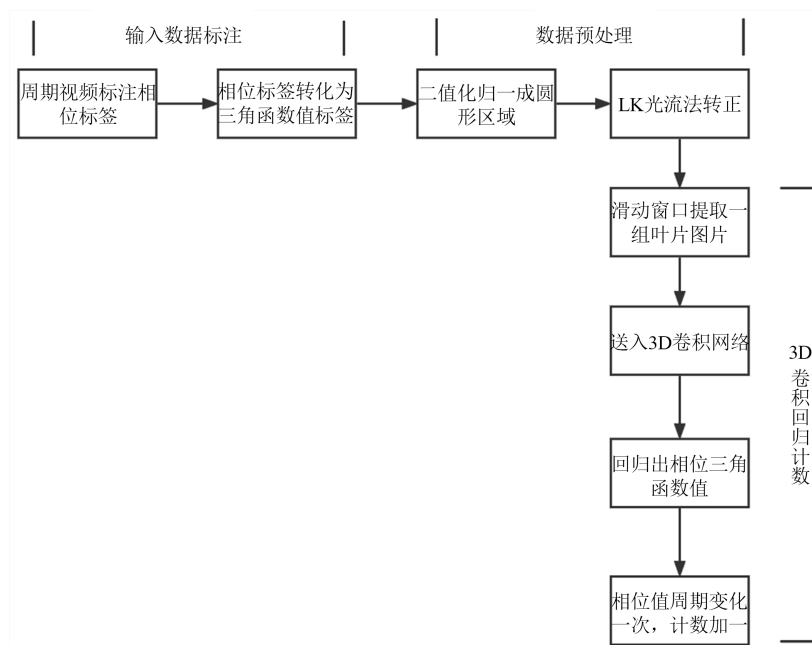 输入数据标注
数据预处理
周期视频标注相
位标签
相位标签转化为
三角函数值标签
二值化归一成圆
形区域
LK光流法转正
滑动窗口提取一
组叶片图片
送入3D卷积网络
回归出相位三角
函数值
相位值周期变化
一次，计数加一
3D
卷
积
回
归
计
数